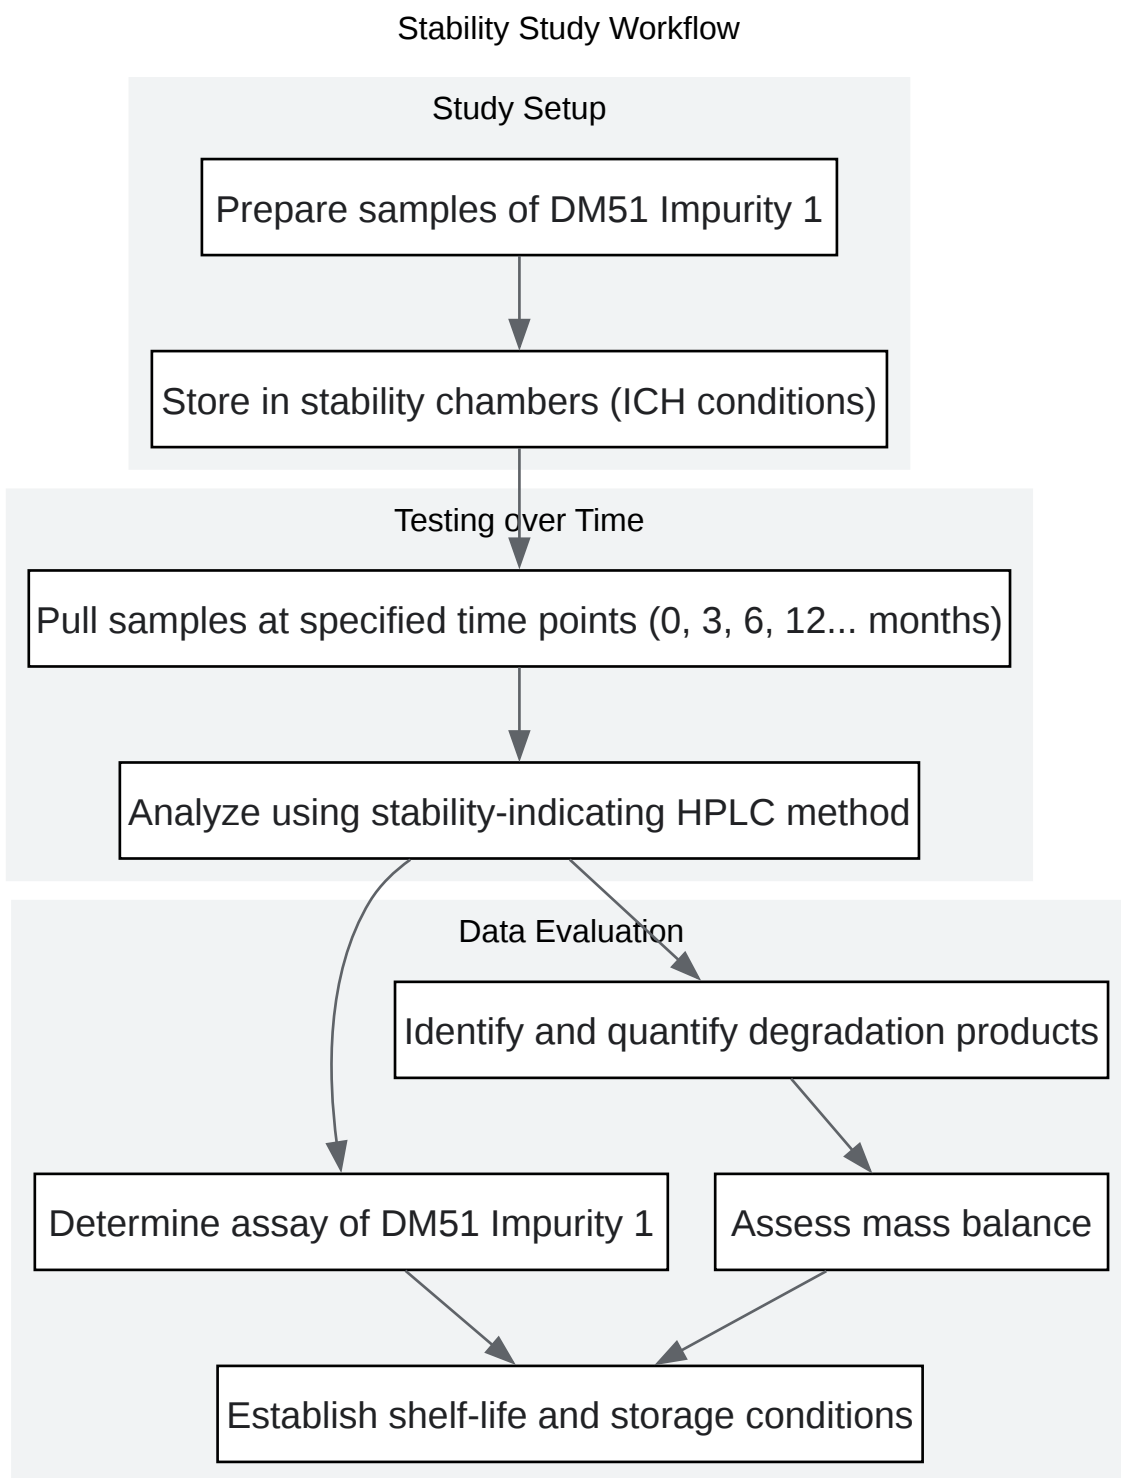 Stability Study Workflow
Study Setup
Prepare samples of DM51 Impurity 1
Store in stability chambers (ICH conditions)
Testing over Time
Pull samples at specified time points (0, 3, 6, 12... months)
Analyze using stability-indicating HPLC method
Data Evaluation
Identify and quantify degradation products
Determine assay of DM51 Impurity 1
Assess mass balance
Establish shelf-life and storage conditions